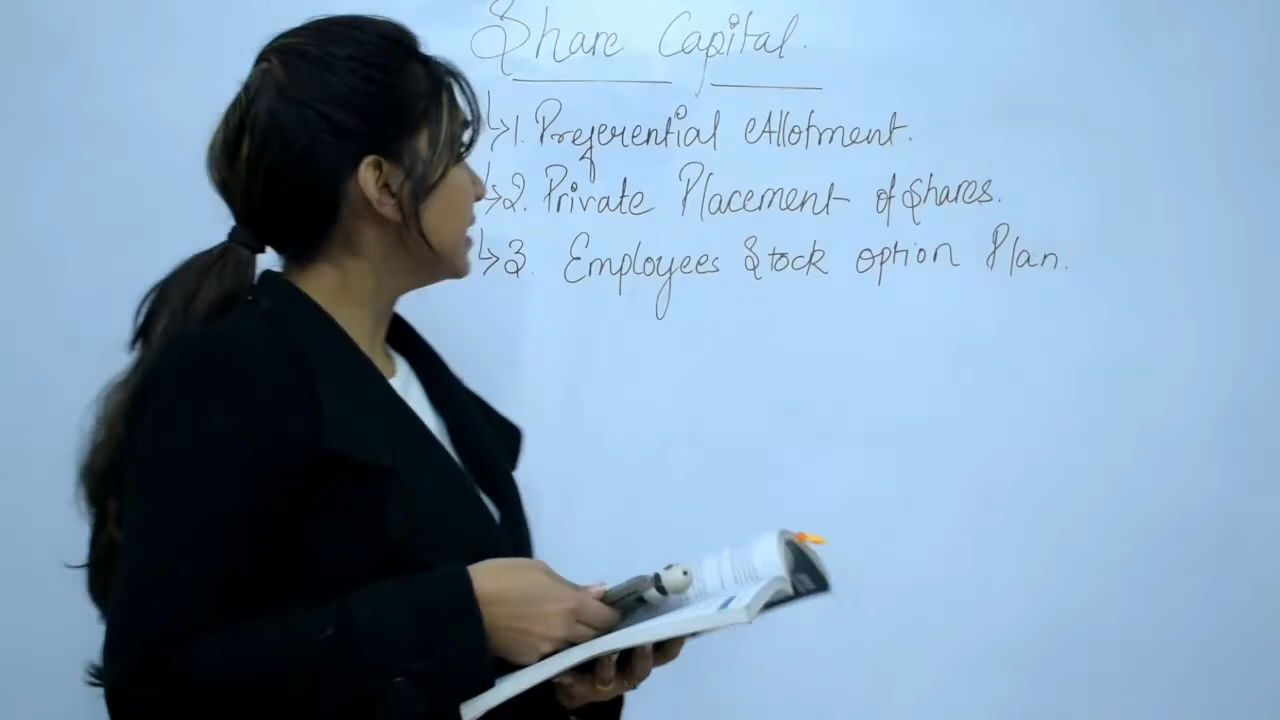 Share Capital.
↳1. Preferential Allotment.
↳2. Private Placement of Shares.
↳3. Employees Stock option Plan.